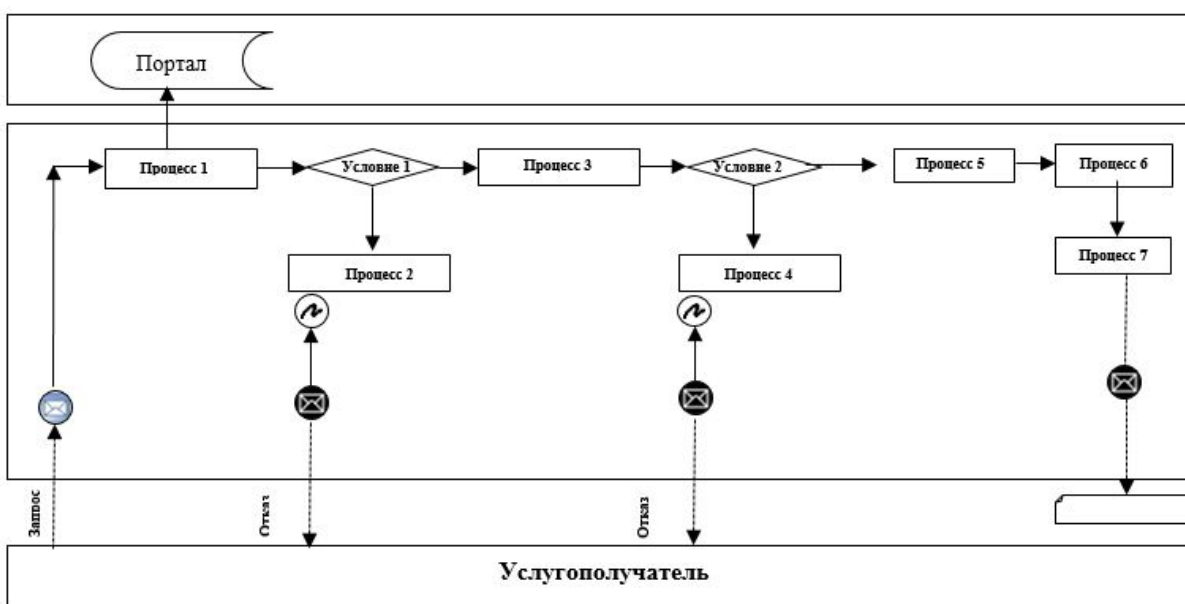 Портал
Процесс 1
Условие 1
Процесс 3
Условие 2
Процесс 5
Процесс 6
Процесс 2
Процесс 4
Процесс 7
Запрос
Отказ
Отказ
Услугополучатель